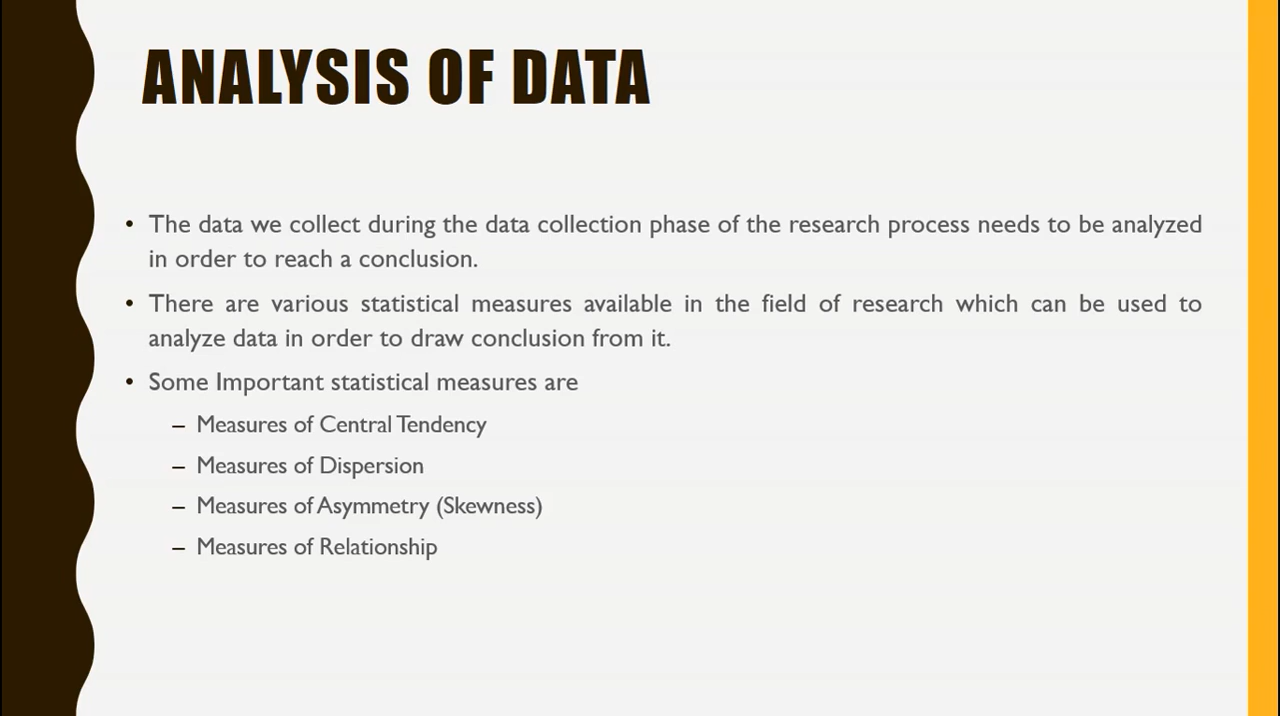 ANALYSIS OF DATA
• The data we collect during the data collection phase of the research process needs to be analyzed
in order to reach a conclusion.
• There are various statistical measures available in the field of research which can be used to
analyze data in order to draw conclusion from it.
• Some Important statistical measures are
– Measures of Central Tendency
– Measures of Dispersion
– Measures of Asymmetry (Skewness)
– Measures of Relationship